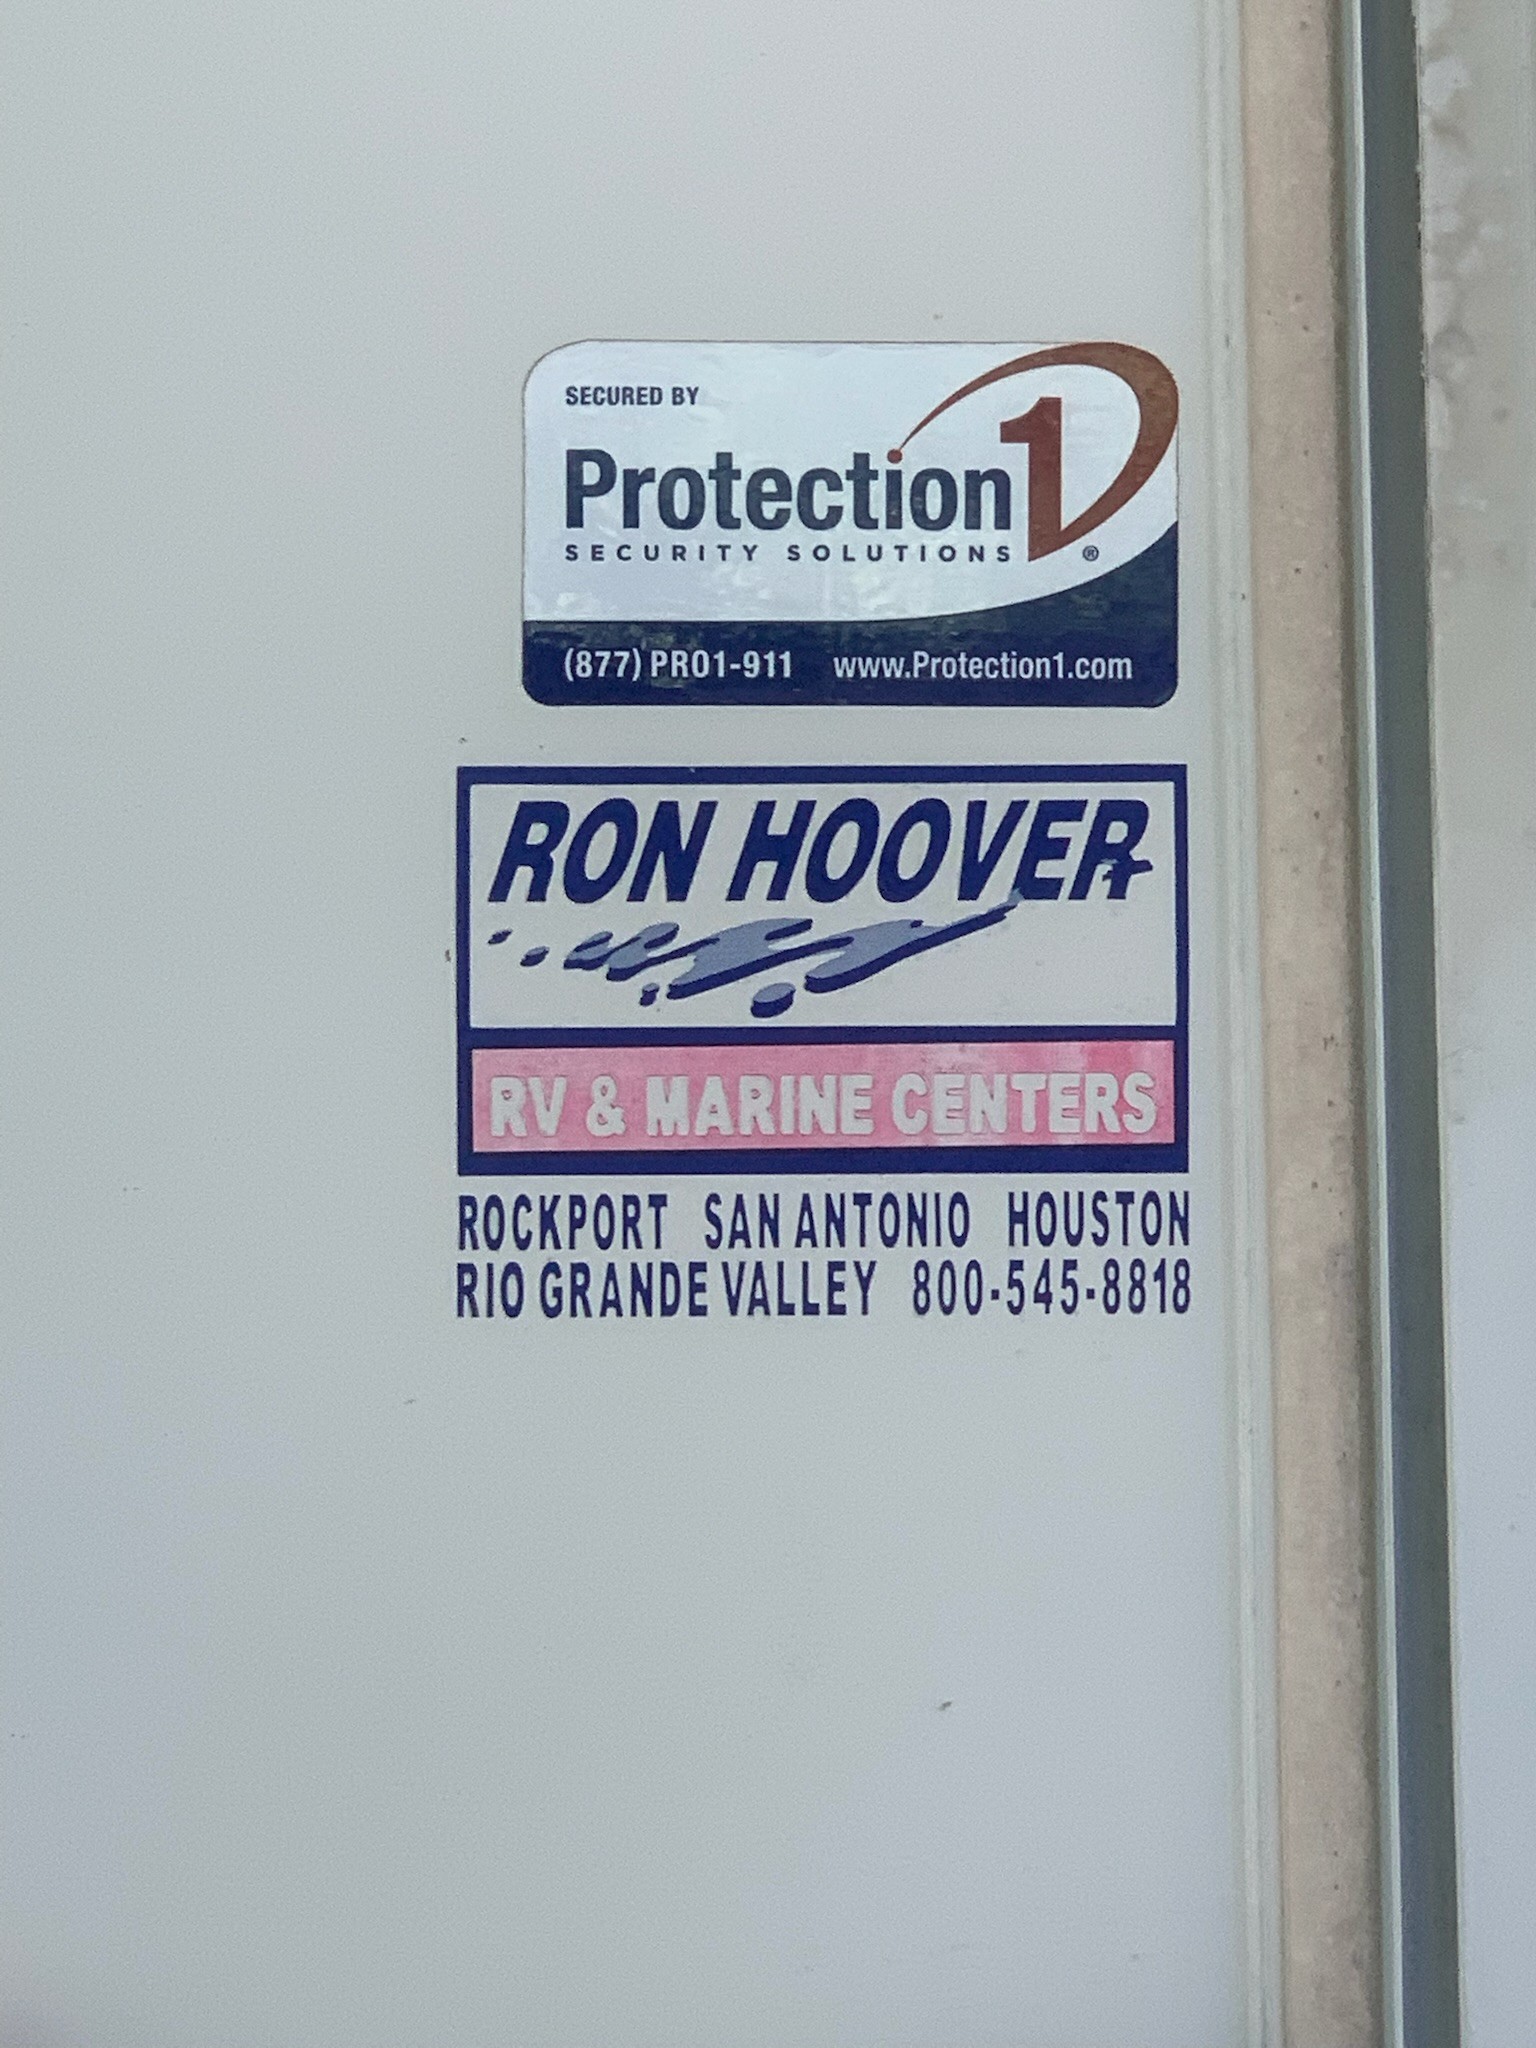 SECURED BY
Protection1
SECURITY SOLUTIONS ®
(877) PRO1-911 www.Protection1.com
RON HOOVER
RV & MARINE CENTERS
ROCKPORT SAN ANTONIO HOUSTON
RIO GRANDE VALLEY 800-545-8818